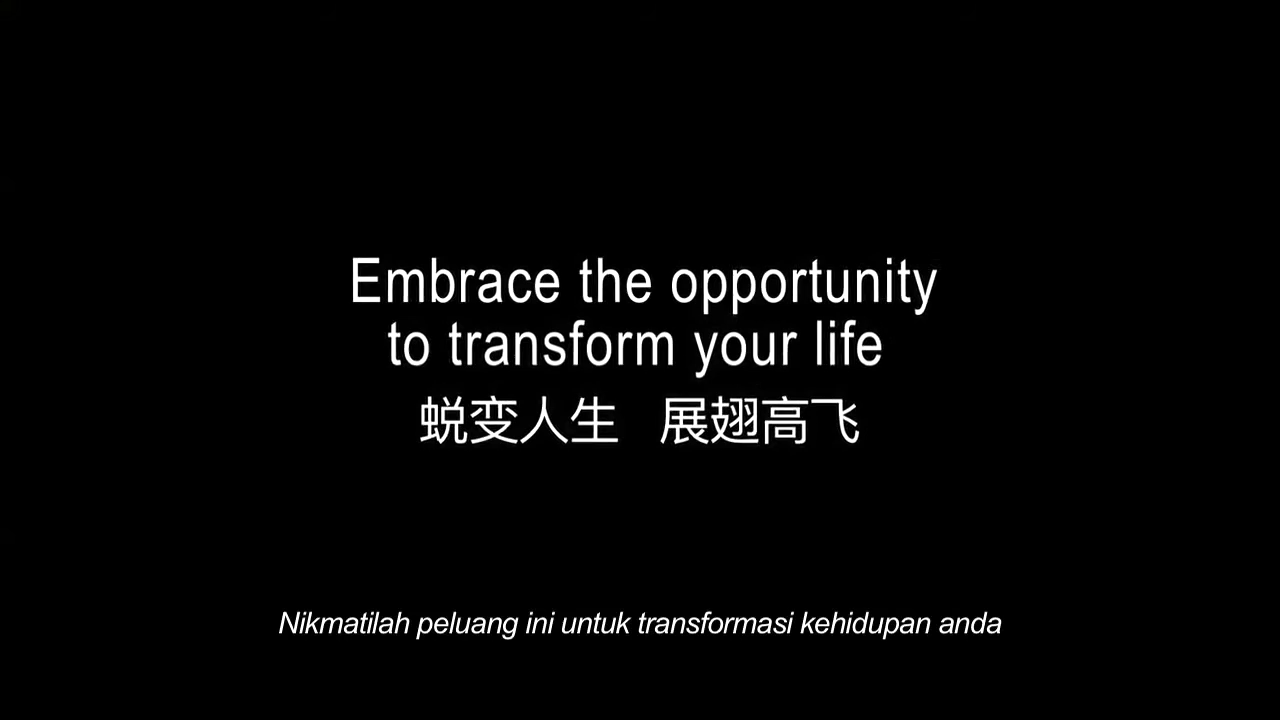 Embrace the opportunity
to transform your life
蜕变人生 展翅高飞
Nikmatilah peluang ini untuk transformasi kehidupan anda